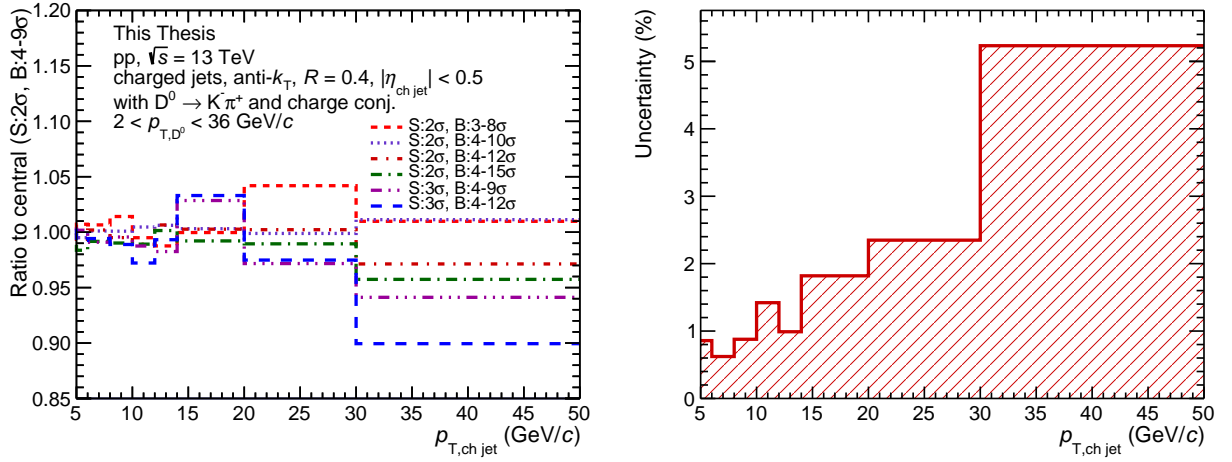 This Thesis
pp, √s = 13 TeV
charged jets, anti-kT, R = 0.4, |ηch jet| < 0.5
with D⁰ → K⁻π⁺ and charge conj.
2 < pT,D⁰ < 36 GeV/c
S:2σ, B:3-8σ
S:2σ, B:4-10σ
S:2σ, B:4-12σ
S:2σ, B:4-15σ
S:3σ, B:4-9σ
S:3σ, B:4-12σ
Ratio to central (S:2σ, B:4-9σ)
1.20
1.15
1.10
1.05
1.00
0.95
0.90
0.85
5 10 15 20 25 30 35 40 45 50
pT,ch jet (GeV/c)
Uncertainty (%)
5
4
3
2
1
0
5 10 15 20 25 30 35 40 45 50
pT,ch jet (GeV/c)